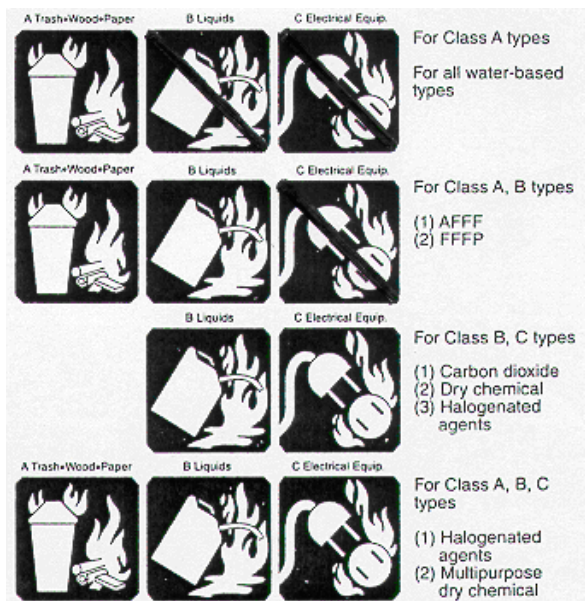 A Trash•Wood•Paper
B Liquids
C Electrical Equip.
For Class A types
For all water-based
types
A Trash•Wood•Paper
B Liquids
C Electrical Equip.
For Class A, B types
(1) AFFF
(2) FFFP
B Liquids
C Electrical Equip.
For Class B, C types
(1) Carbon dioxide
(2) Dry chemical
(3) Halogenated
agents
A Trash•Wood•Paper
B Liquids
C Electrical Equip.
For Class A, B, C
types
(1) Halogenated
agents
(2) Multipurpose
dry chemical